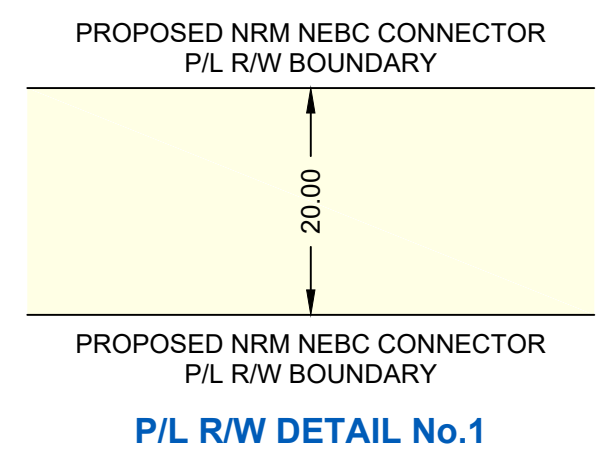 PROPOSED NRM NEBC CONNECTOR
P/L R/W BOUNDARY
20.00
PROPOSED NRM NEBC CONNECTOR
P/L R/W BOUNDARY
P/L R/W DETAIL No.1